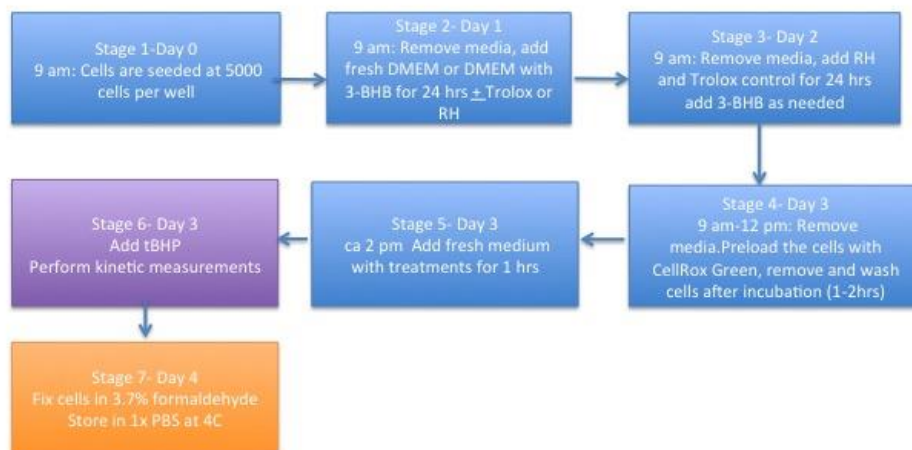 Stage 1-Day 0
9 am: Cells are seeded at 5000
cells per well
Stage 2- Day 1
9 am: Remove media, add
fresh DMEM or DMEM with
3-BHB for 24 hrs + Trolox or
RH
Stage 3- Day 2
9 am: Remove media, add RH
and Trolox control for 24 hrs
add 3-BHB as needed
Stage 4- Day 3
9 am-12 pm: Remove
media.Preload the cells with
CellRox Green, remove and wash
cells after incubation (1-2hrs)
Stage 5- Day 3
ca 2 pm Add fresh medium
with treatments for 1 hrs
Stage 6- Day 3
Add tBHP
Perform kinetic measurements
Stage 7- Day 4
Fix cells in 3.7% formaldehyde
Store in 1x PBS at 4C